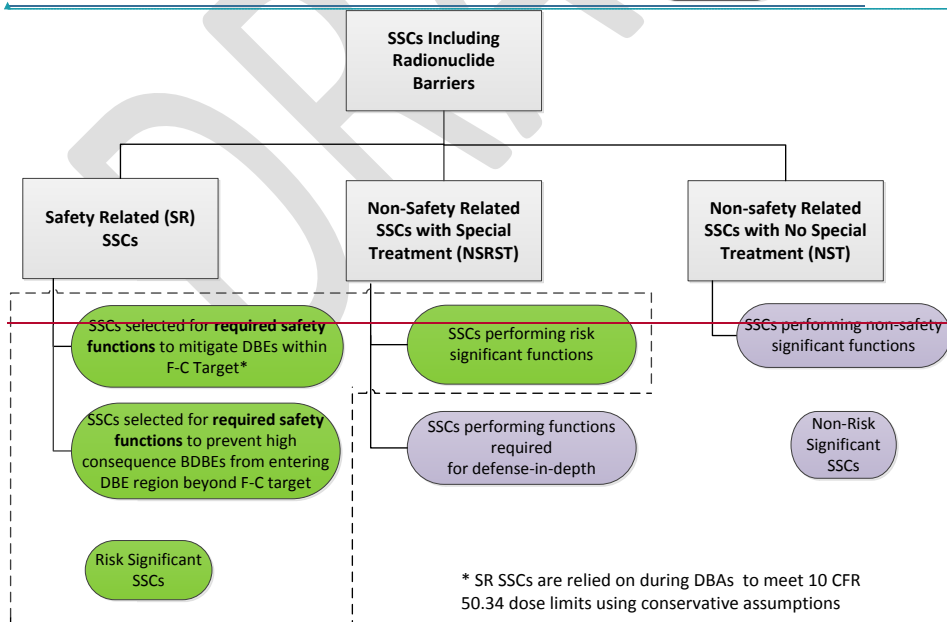 SSCs Including
Radionuclide
Barriers
Safety Related (SR)
SSCs
Non-Safety Related
SSCs with Special
Treatment (NSRST)
Non-safety Related
SSCs with No Special
Treatment (NST)
SSCs selected for required safety
functions to mitigate DBEs within
F-C Target*
SSCs performing risk
significant functions
SSCs performing non-safety
significant functions
SSCs selected for required safety
functions to prevent high
consequence BDBEs from entering
DBE region beyond F-C target
SSCs performing functions
required
for defense-in-depth
Non-Risk
Significant
SSCs
Risk Significant
SSCs
* SR SSCs are relied on during DBAs to meet 10 CFR
50.34 dose limits using conservative assumptions